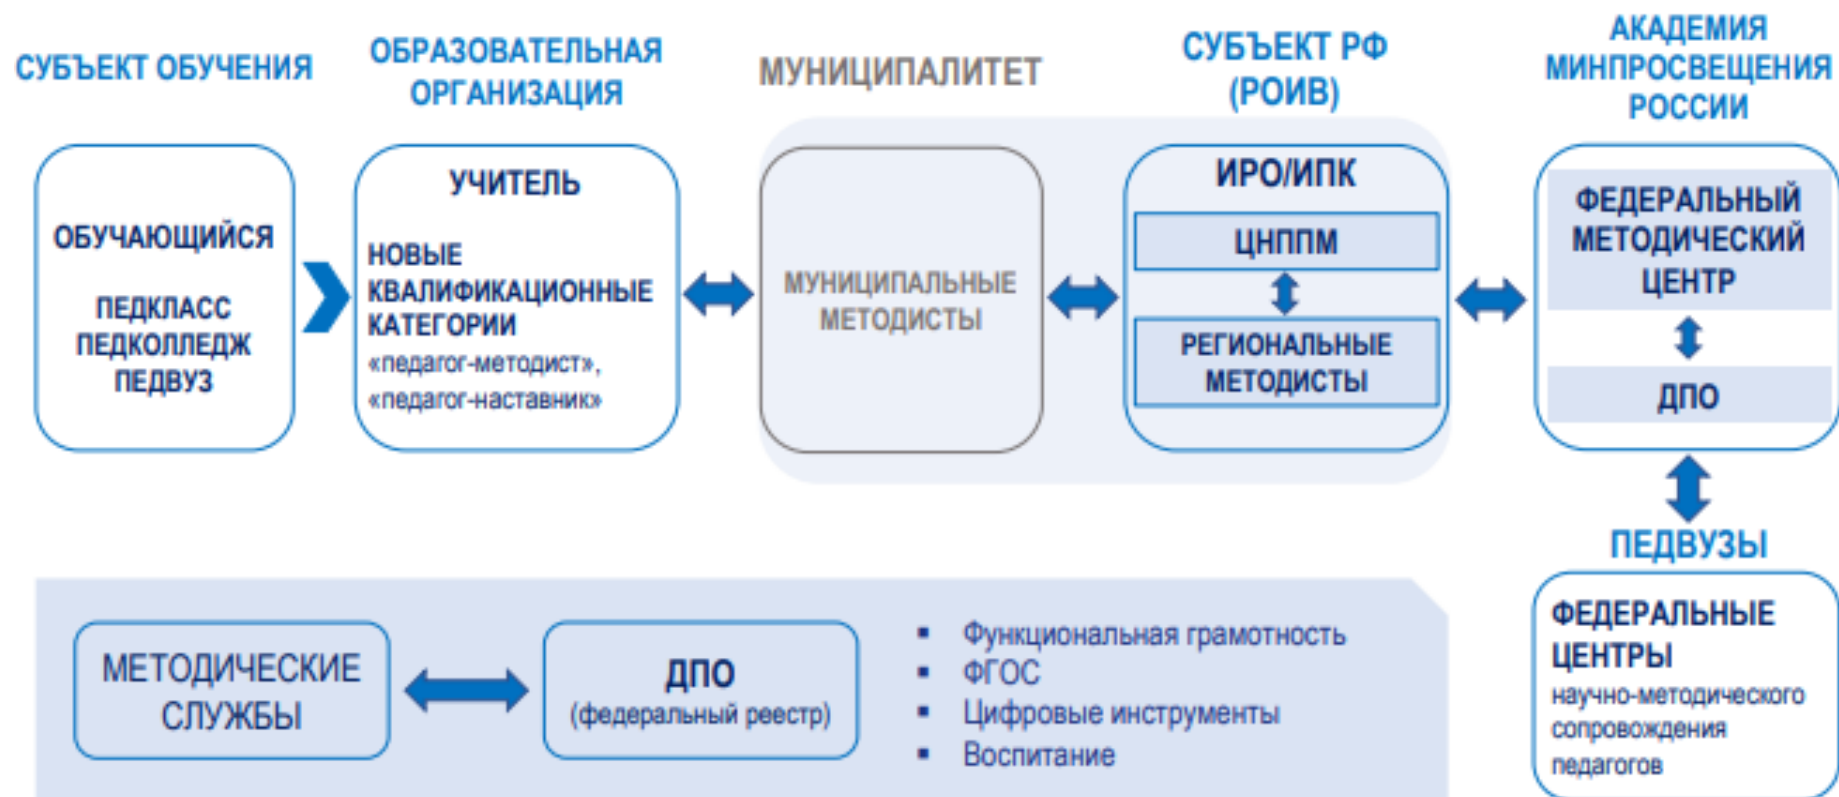 СУБЪЕКТ ОБУЧЕНИЯ
ОБУЧАЮЩИЙСЯ
ПЕДКЛАСС
ПЕДКОЛЛЕДЖ
ПЕДВУЗ
ОБРАЗОВАТЕЛЬНАЯ
ОРГАНИЗАЦИЯ
УЧИТЕЛЬ
НОВЫЕ
КВАЛИФИКАЦИОННЫЕ
КАТЕГОРИИ
«педагог-методист»,
«педагог-наставник»
МУНИЦИПАЛИТЕТ
МУНИЦИПАЛЬНЫЕ
МЕТОДИСТЫ
СУБЪЕКТ РФ
(РОИВ)
ИРО/ИПК
ЦНППМ
РЕГИОНАЛЬНЫЕ
МЕТОДИСТЫ
АКАДЕМИЯ
МИНПРОСВЕЩЕНИЯ
РОССИИ
ФЕДЕРАЛЬНЫЙ
МЕТОДИЧЕСКИЙ
ЦЕНТР
ДПО
ПЕДВУЗЫ
ФЕДЕРАЛЬНЫЕ
ЦЕНТРЫ
научно-методического
сопровождения
педагогов
МЕТОДИЧЕСКИЕ
СЛУЖБЫ
ДПО
(федеральный реестр)
▪ Функциональная грамотность
▪ ФГОС
▪ Цифровые инструменты
▪ Воспитание